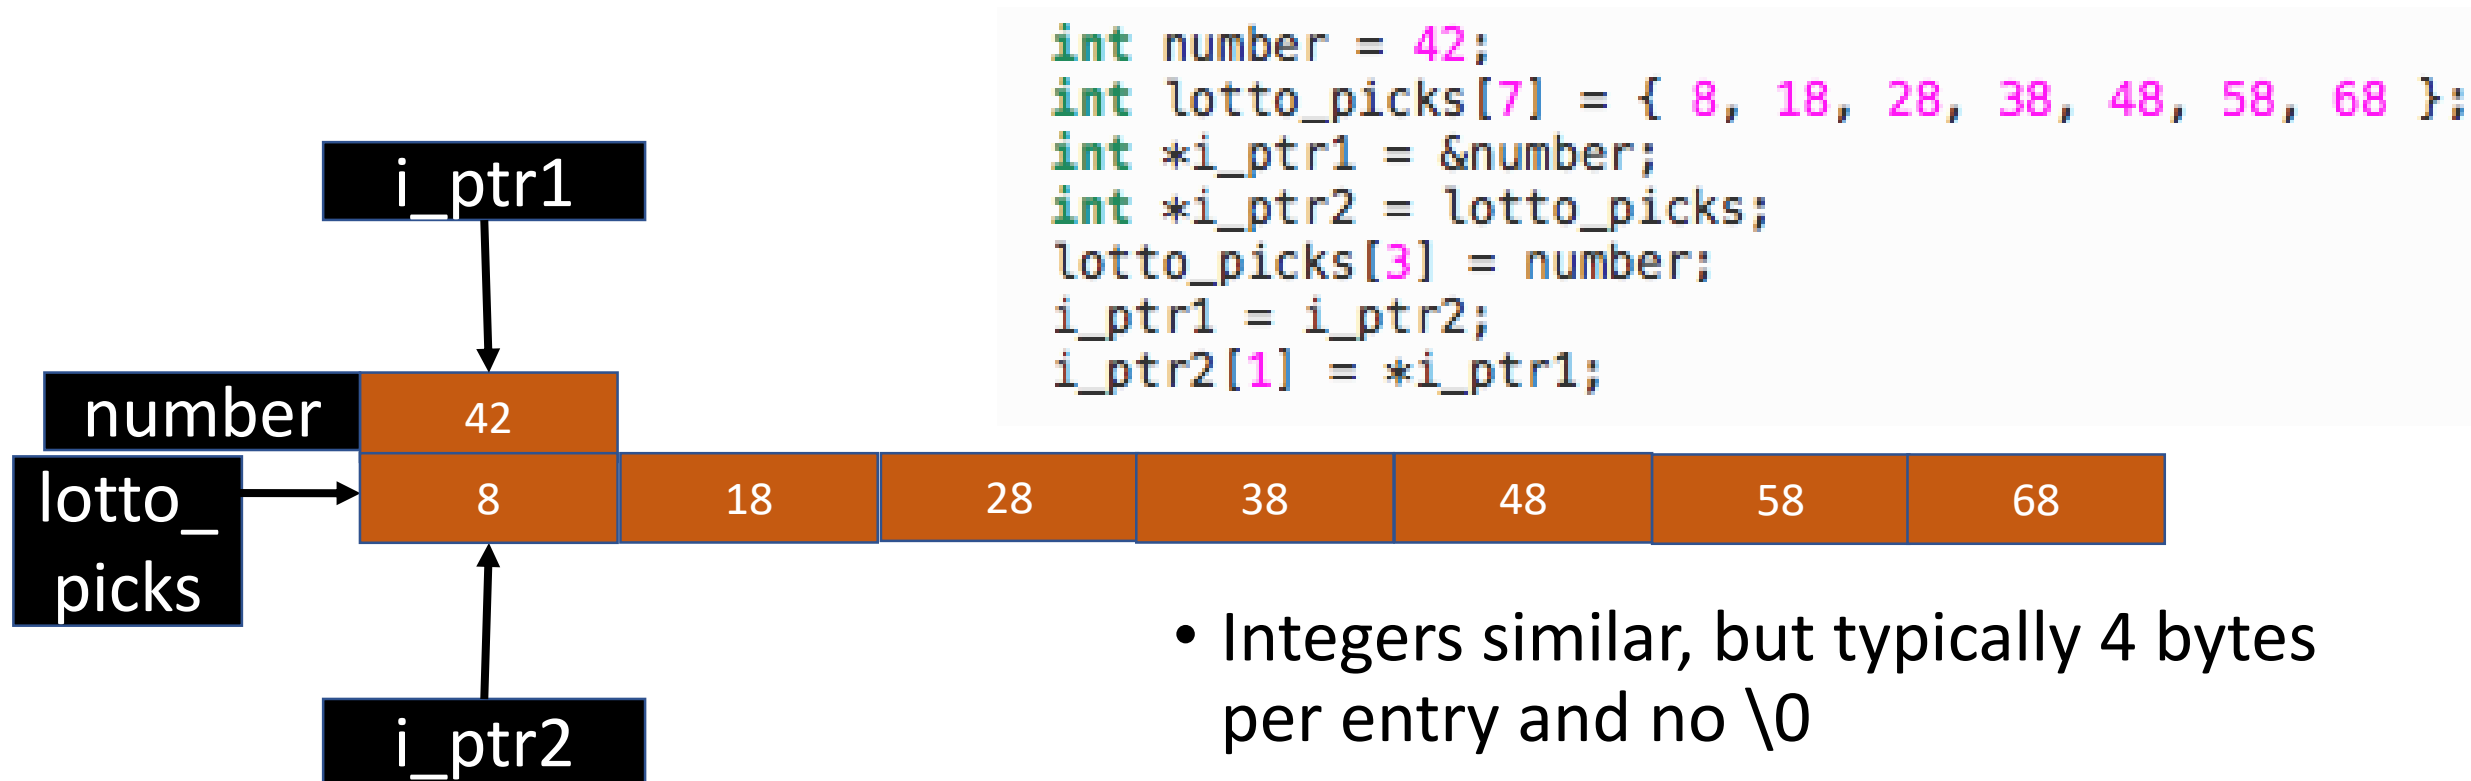 int number = 42;
int lotto_picks[7] = { 8, 18, 28, 38, 48, 58, 68 };
int *i_ptr1 = &number;
int *i_ptr2 = lotto_picks;
lotto_picks[3] = number;
i_ptr1 = i_ptr2;
i_ptr2[1] = *i_ptr1;
i_ptr1
number 42
lotto_
picks
8 18 28 38 48 58 68
i_ptr2
• Integers similar, but typically 4 bytes
per entry and no \0